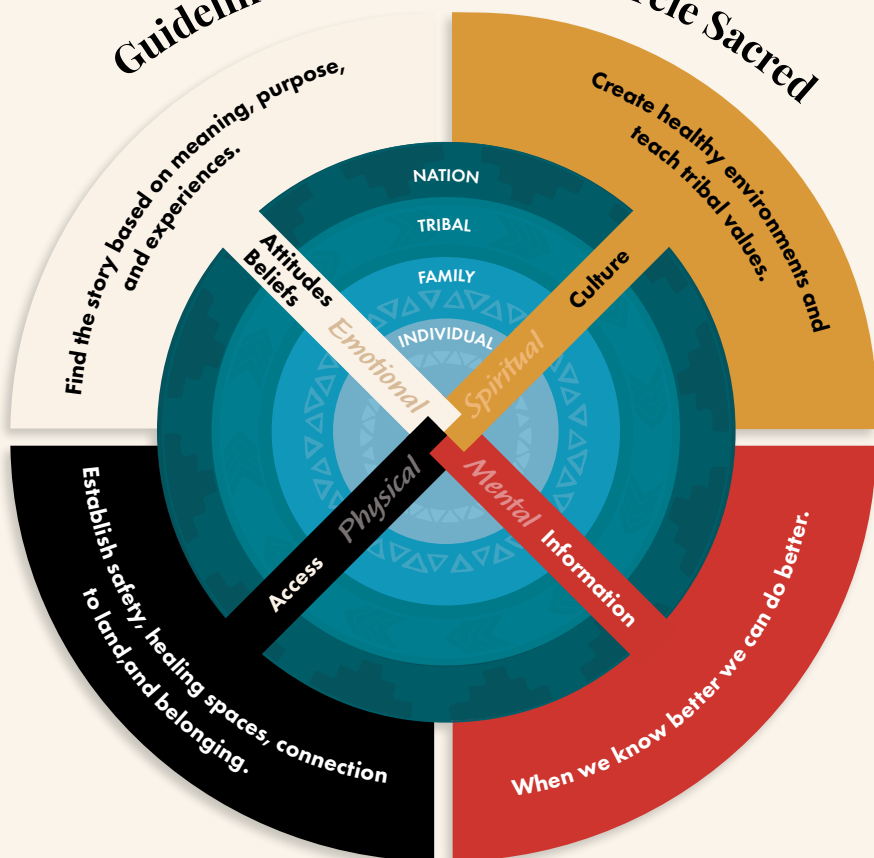 Sacred
Find the story based on meaning, purpose,
and experiences.
Create healthy environments and
teach tribal values.
NATION
TRIBAL
FAMILY
INDIVIDUAL
Attitudes
Beliefs
Emotional
Culture
Spiritual
Access
Physical
Mental
Information
Establish safety, healing spaces, connection
to land,and belonging.
When we know better we can do better.